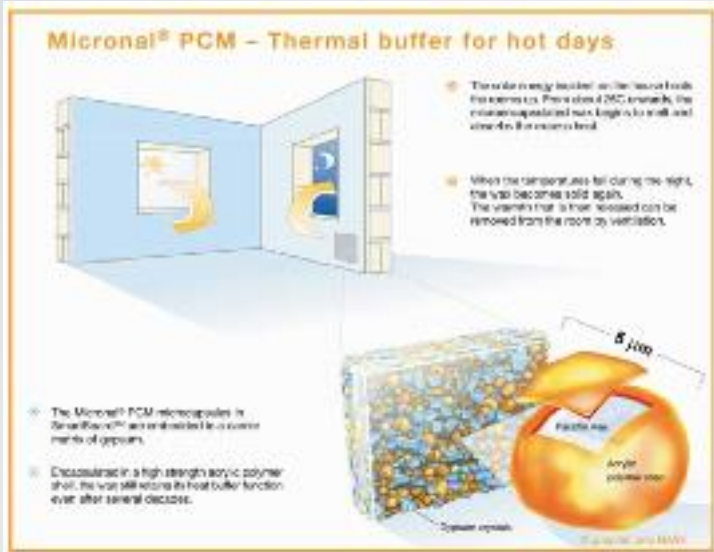 Micronal® PCM – Thermal buffer for hot days
The solar energy incident on the house heats
the rooms up. From about 26C onwards, the
microencapsulated wax begins to melt and
absorbs the excess heat.
When the temperatures fall during the night,
the wax becomes solid again.
The warmth that is then released can be
removed from the room by ventilation.
5 μm
The Micronal® PCM microcapsules in
SmartBoard™ are embedded in a carrier
matrix of gypsum.
Encapsulated in a high strength acrylic polymer
shell, the wax still retains its heat buffer function
even after several decades.
Paraffin wax
Acrylic
polymer shell
Gypsum crystals